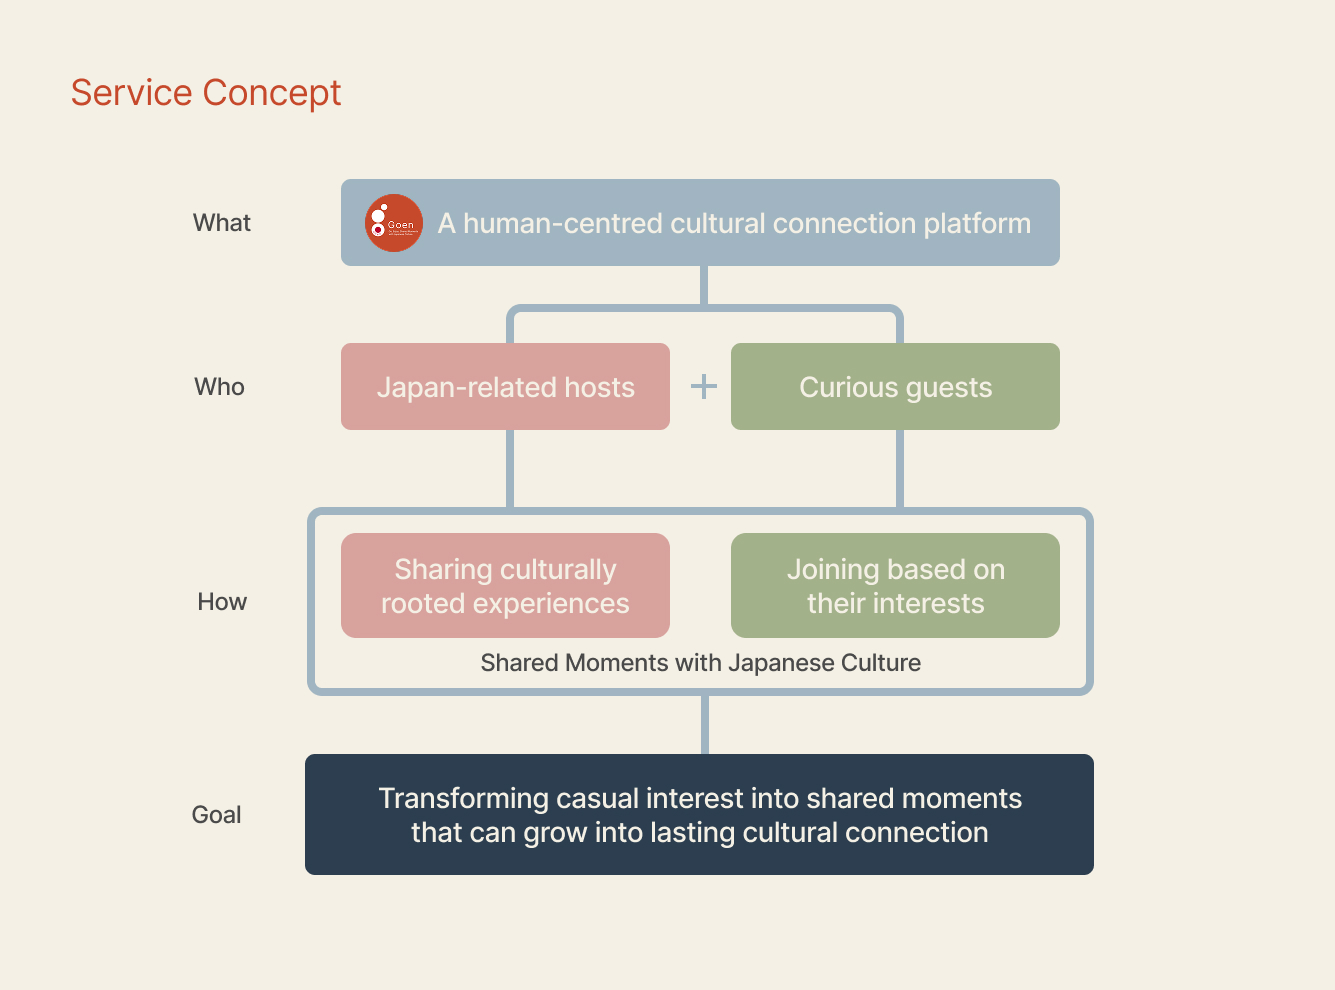 Service Concept
What
Goen
A human-centred cultural connection platform
Who
Japan-related hosts
+
Curious guests
How
Sharing culturally
rooted experiences
Joining based on
their interests
Shared Moments with Japanese Culture
Goal
Transforming casual interest into shared moments
that can grow into lasting cultural connection